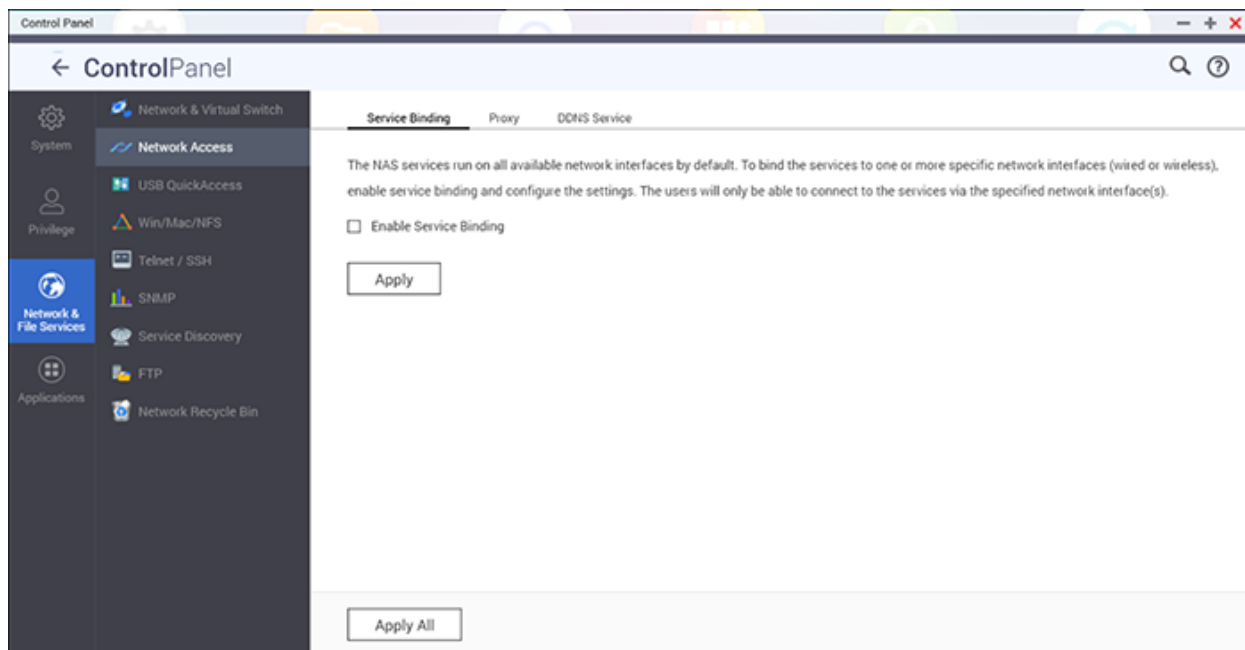 Control Panel
ControlPanel
System
Privilege
Network &
File Services
Applications
Network & Virtual Switch
Network Access
USB QuickAccess
Win/Mac/NFS
Telnet / SSH
SNMP
Service Discovery
FTP
Network Recycle Bin
Service Binding Proxy DDNS Service
The NAS services run on all available network interfaces by default. To bind the services to one or more specific network interfaces (wired or wireless),
enable service binding and configure the settings. The users will only be able to connect to the services via the specified network interface(s).
Enable Service Binding
Apply
Apply All